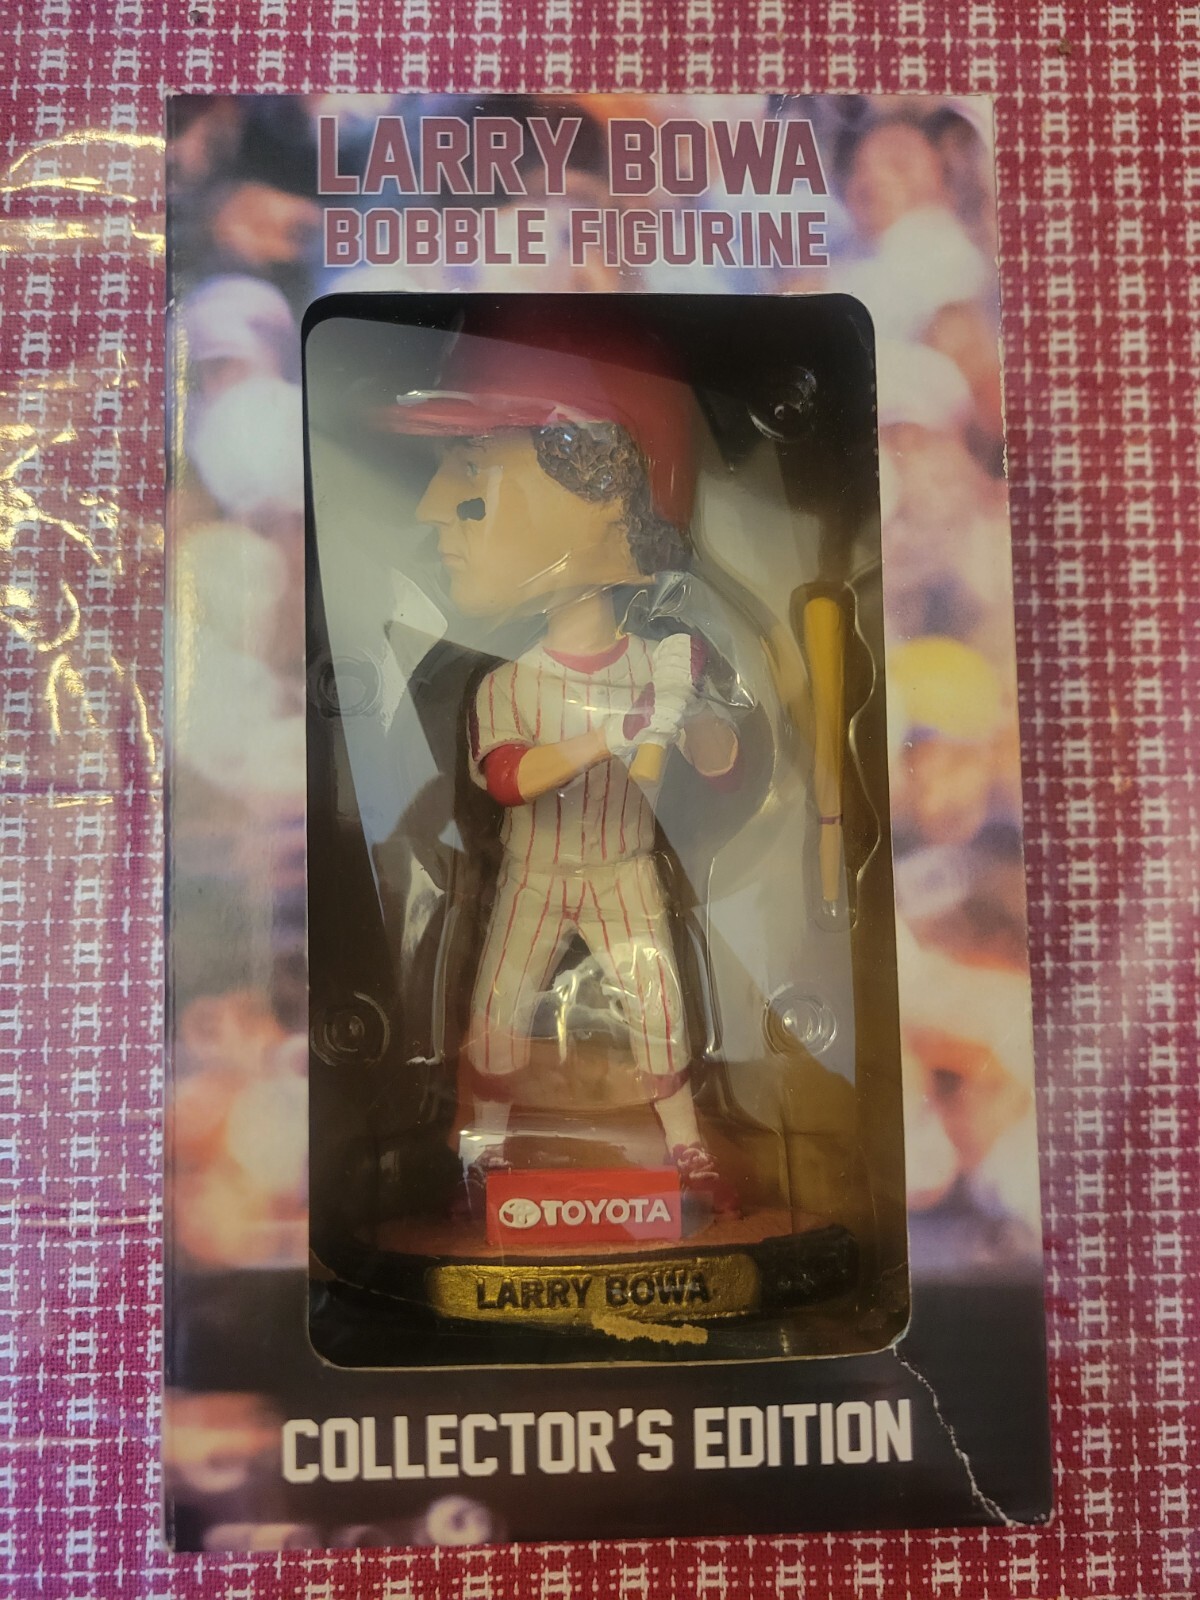 LARRY BOWA
BOBBLE FIGURINE
TOYOTA
LARRY BOWA
COLLECTOR'S EDITION